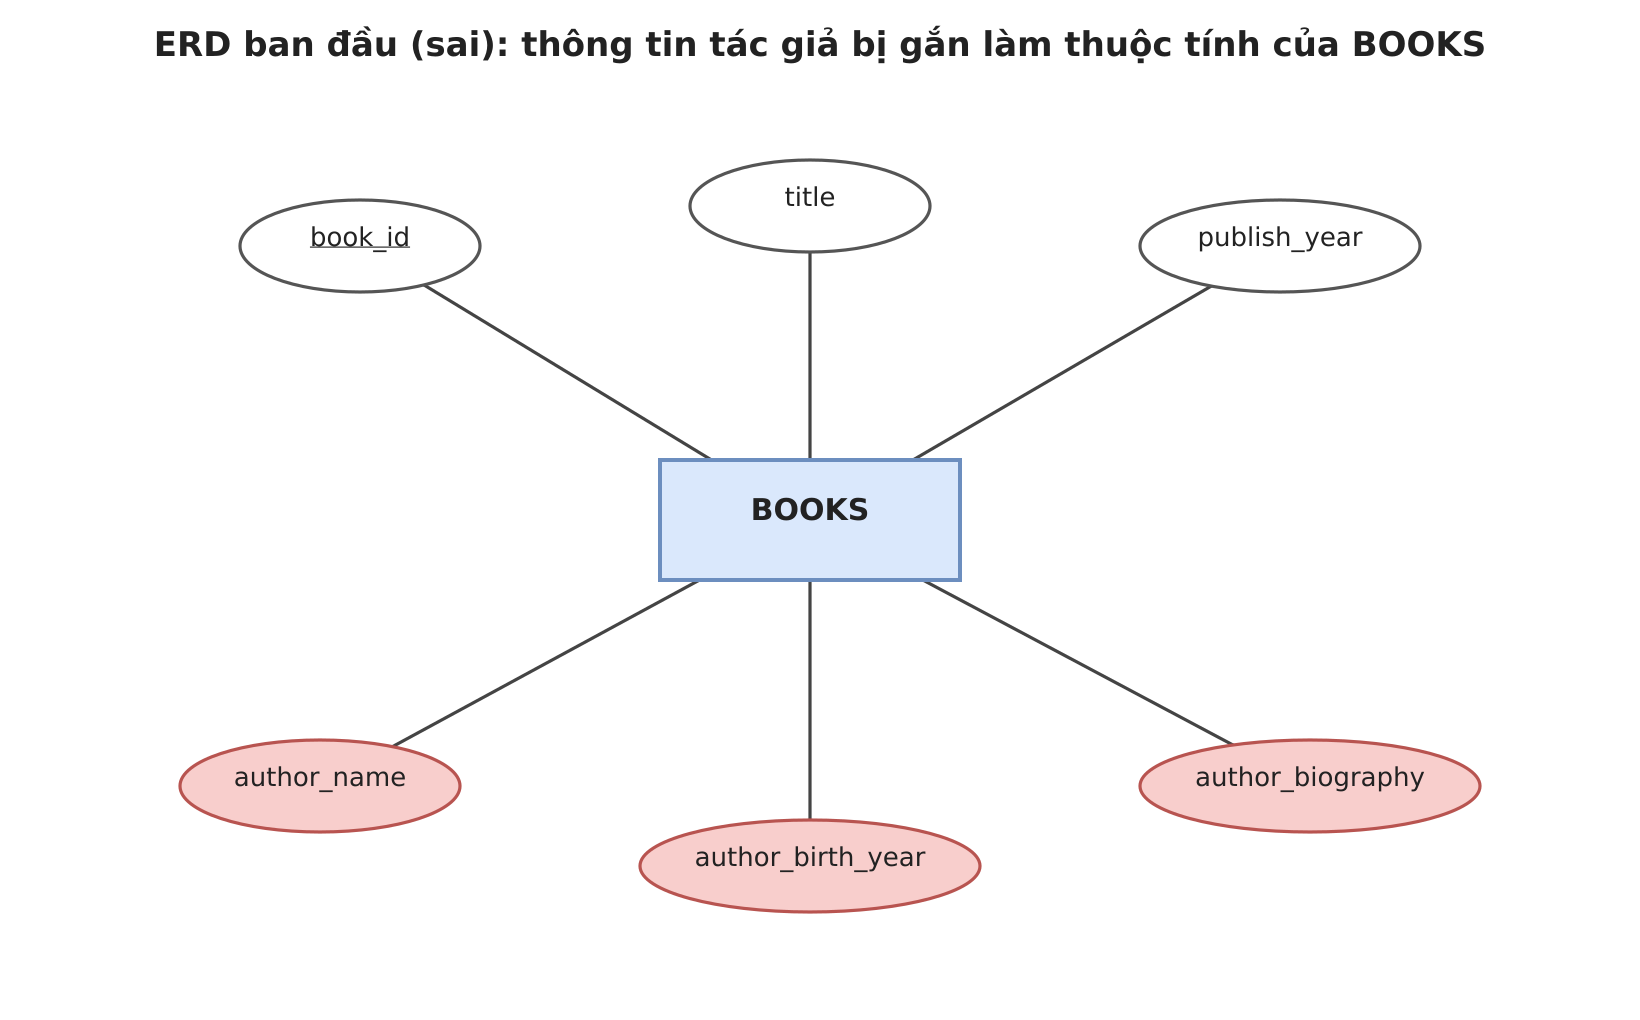 ERD ban đầu (sai): thông tin tác giả bị gắn làm thuộc tính của BOOKS
title
book_id
publish_year
BOOKS
author_name
author_biography
author_birth_year